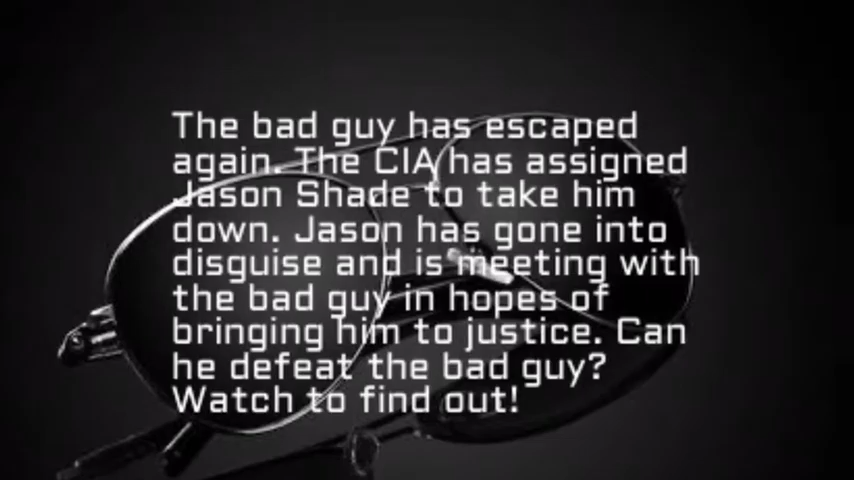 The bad guy has escaped
again. The CIA has assigned
Jason Shade to take him
down. Jason has gone into
disguise and is meeting with
the bad guy in hopes of
bringing him to justice. Can
he defeat the bad guy?
Watch to find out!